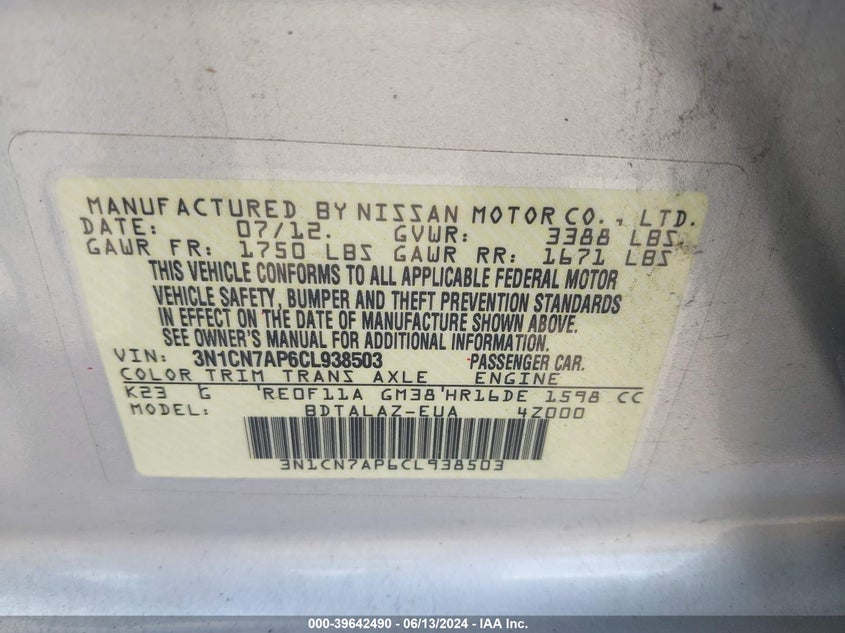 MANUFACTURED BY NISSAN MOTOR CO., LTD.
DATE: 07/12. GVWR: 3388 LBS
GAWR FR: 1750 LBS GAWR RR: 1671 LBS
THIS VEHICLE CONFORMS TO ALL APPLICABLE FEDERAL MOTOR
VEHICLE SAFETY, BUMPER AND THEFT PREVENTION STANDARDS
IN EFFECT ON THE DATE OF MANUFACTURE SHOWN ABOVE.
SEE OWNER'S MANUAL FOR ADDITIONAL INFORMATION.
VIN: 3N1CN7AP6CL938503 PASSENGER CAR.
COLOR TRIM TRANS AXLE ENGINE
K23 G RE0F11A GM38 HR16DE 1598 CC
MODEL: BDTALAZ-EUA 4Z000
3N1CN7AP6CL938503
000-39642490 - 06/13/2024 - IAA Inc.